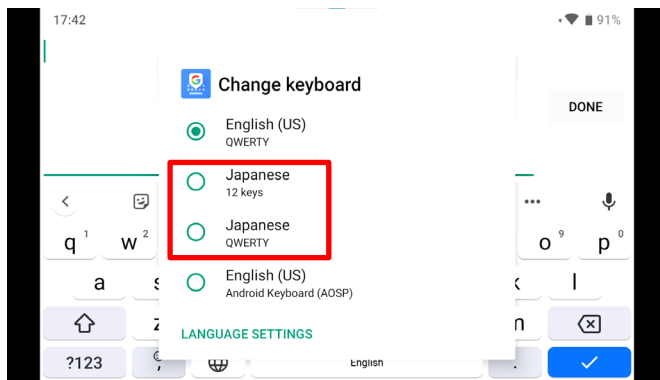 17:42
91%
Change keyboard
English (US)
QWERTY
DONE
Japanese
12 keys
Japanese
QWERTY
q 1 w 2 o 9 p 0
English (US)
Android Keyboard (AOSP)
a s k l
LANGUAGE SETTINGS
z m
?123 , English .